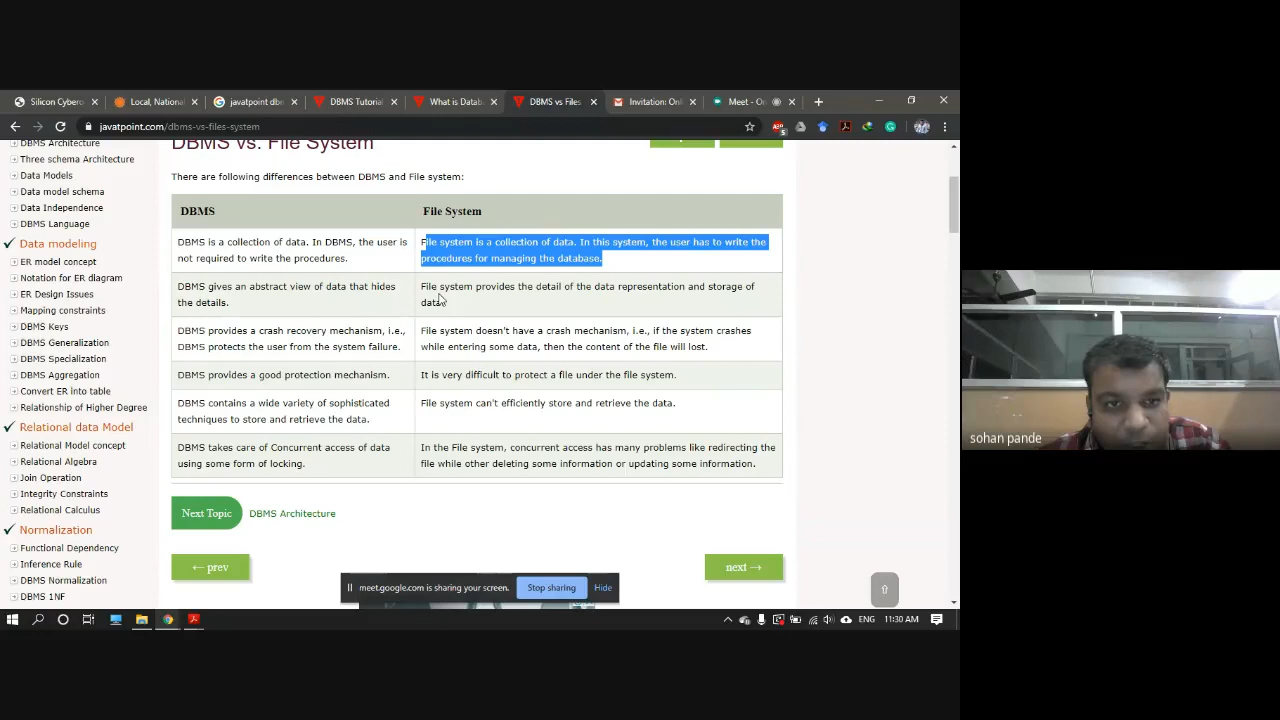 Silicon Cybero
Local, National
javatpoint dbm
DBMS Tutorial
What is Databa
DBMS vs Files
Invitation: Onl
Meet - On
javatpoint.com/dbms-vs-files-system
DBMS Architecture
Three schema Architecture
Data Models
Data model schema
Data Independence
DBMS Language
Data modeling
ER model concept
Notation for ER diagram
ER Design Issues
Mapping constraints
DBMS Keys
DBMS Generalization
DBMS Specialization
DBMS Aggregation
Convert ER into table
Relationship of Higher Degree
Relational data Model
Relational Model concept
Relational Algebra
Join Operation
Integrity Constraints
Relational Calculus
Normalization
Functional Dependency
Inference Rule
DBMS Normalization
DBMS 1NF
DBMS vs. File System
There are following differences between DBMS and File system:
DBMS
File System
DBMS is a collection of data. In DBMS, the user is
not required to write the procedures.
File system is a collection of data. In this system, the user has to write the
procedures for managing the database.
DBMS gives an abstract view of data that hides
the details.
File system provides the detail of the data representation and storage of
data.
DBMS provides a crash recovery mechanism, i.e.,
DBMS protects the user from the system failure.
File system doesn't have a crash mechanism, i.e., if the system crashes
while entering some data, then the content of the file will lost.
DBMS provides a good protection mechanism.
It is very difficult to protect a file under the file system.
DBMS contains a wide variety of sophisticated
techniques to store and retrieve the data.
File system can't efficiently store and retrieve the data.
DBMS takes care of Concurrent access of data
using some form of locking.
In the File system, concurrent access has many problems like redirecting the
file while other deleting some information or updating some information.
Next Topic
DBMS Architecture
← prev
next →
meet.google.com is sharing your screen.
Stop sharing
Hide
ENG
11:30 AM
sohan pande